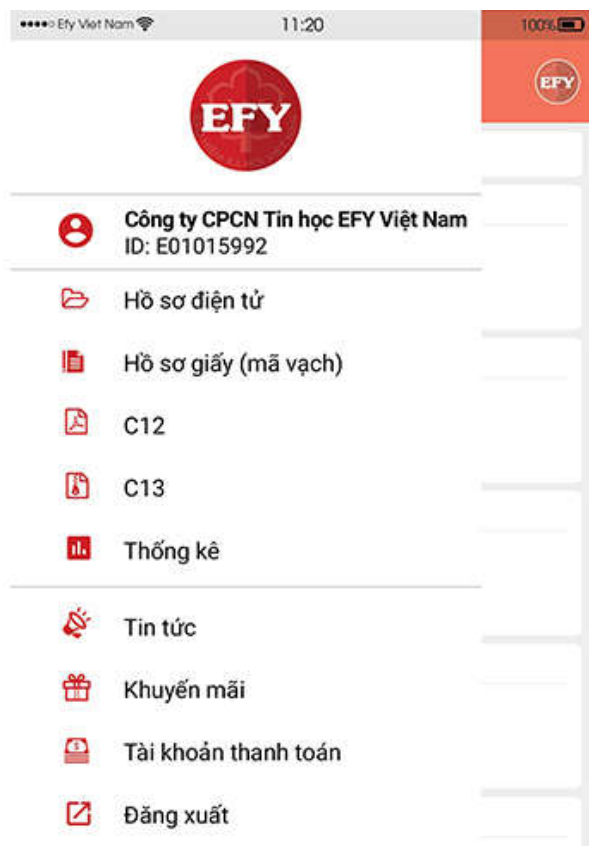 Efy Viet Nam 11:20 100%
EFY
EFY
Công ty CPCN Tin học EFY Việt Nam
ID: E01015992
Hồ sơ điện tử
Hồ sơ giấy (mã vạch)
C12
C13
Thống kê
Tin tức
Khuyến mãi
Tài khoản thanh toán
Đăng xuất